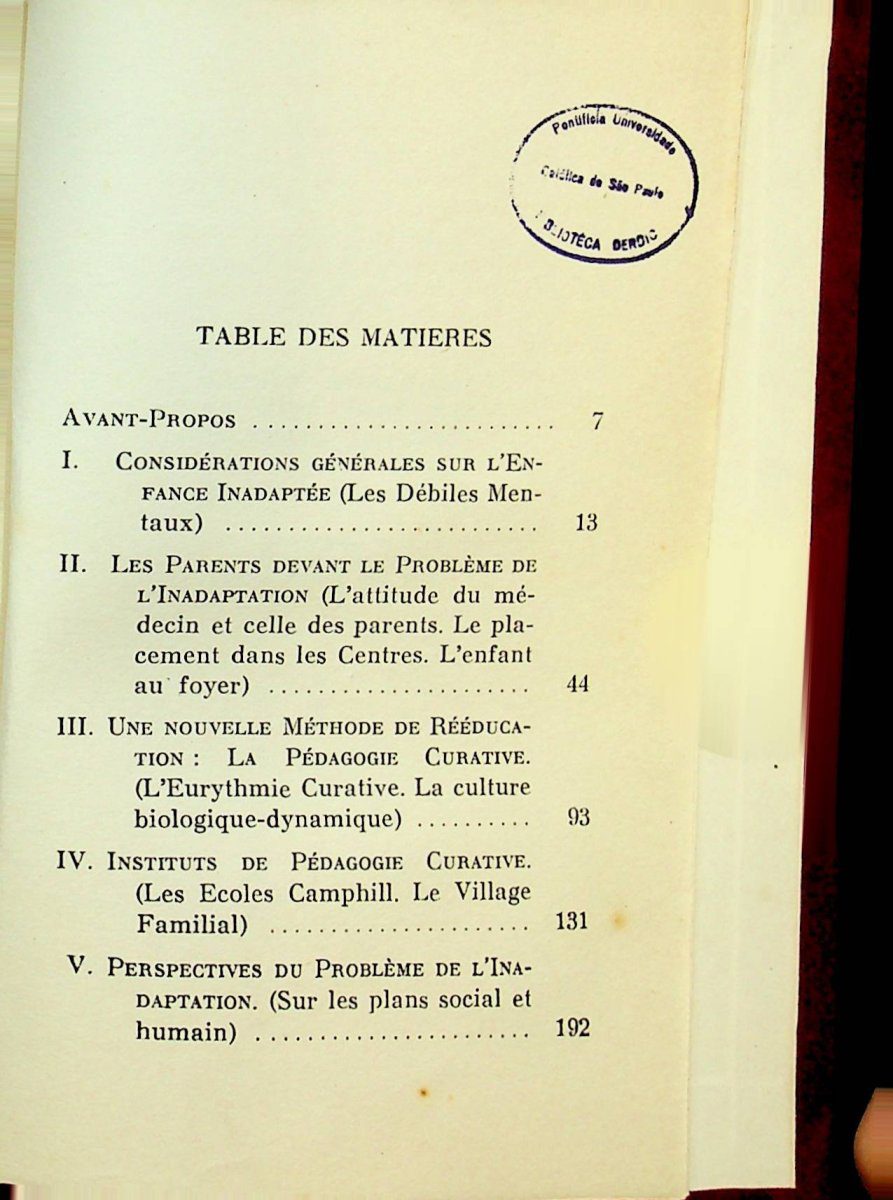 Pontifícia Universidade
Católica de São Paulo
BLIOTÉCA DERDIC
TABLE DES MATIERES
AVANT-PROPOS ........................ 7
I. CONSIDÉRATIONS GÉNÉRALES SUR L'EN-
FANCE INADAPTÉE (Les Débiles Men-
taux) ......................... 13
II. LES PARENTS DEVANT LE PROBLÈME DE
L'INADAPTATION (L'attitude du mé-
decin et celle des parents. Le pla-
cement dans les Centres. L'enfant
au foyer) ..................... 44
III. UNE NOUVELLE MÉTHODE DE RÉÉDUCA-
TION : LA PÉDAGOGIE CURATIVE.
(L'Eurythmie Curative. La culture
biologique-dynamique) .......... 93
IV. INSTITUTS DE PÉDAGOGIE CURATIVE.
(Les Ecoles Camphill. Le Village
Familial) ..................... 131
V. PERSPECTIVES DU PROBLÈME DE L'INA-
DAPTATION. (Sur les plans social et
humain) ...................... 192